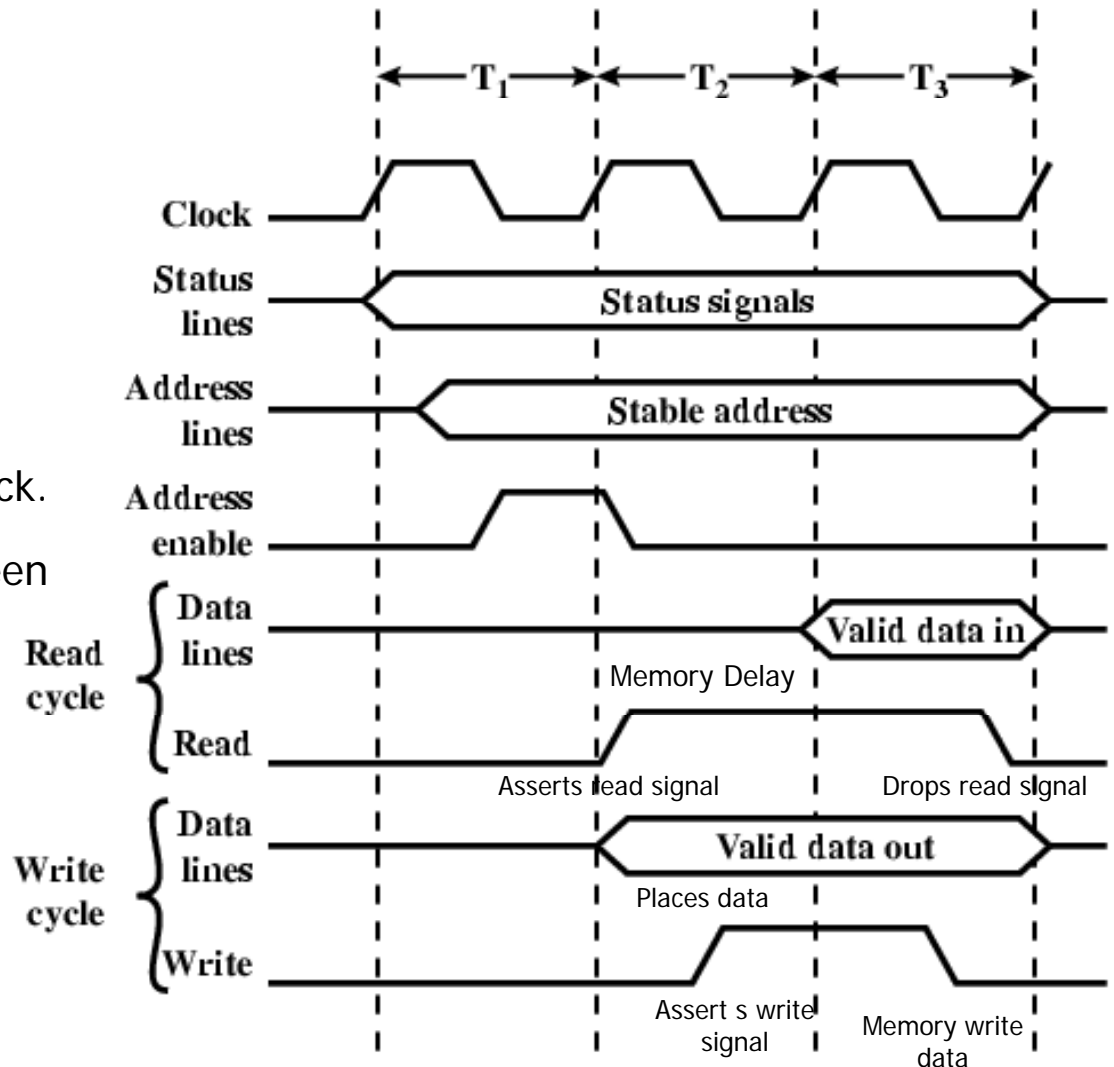 T1 T2 T3
Clock
Status
lines
Status signals
Address
lines
Stable address
ck.
Address
enable
een
Read
cycle
Data
lines
Valid data in
Memory Delay
Read
Asserts read signal
Drops read signal
Write
cycle
Data
lines
Valid data out
Places data
Write
Assert s write
signal
Memory write
data